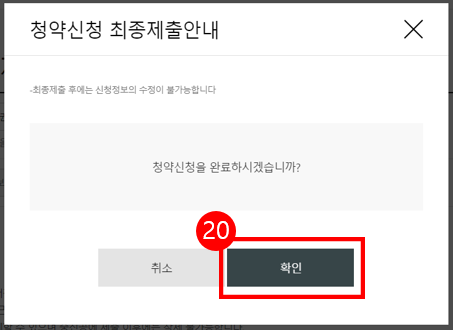 청약신청 최종제출안내
-최종제출 후에는 신청정보의 수정이 불가능합니다
청약신청을 완료하시겠습니까?
20
취소
확인